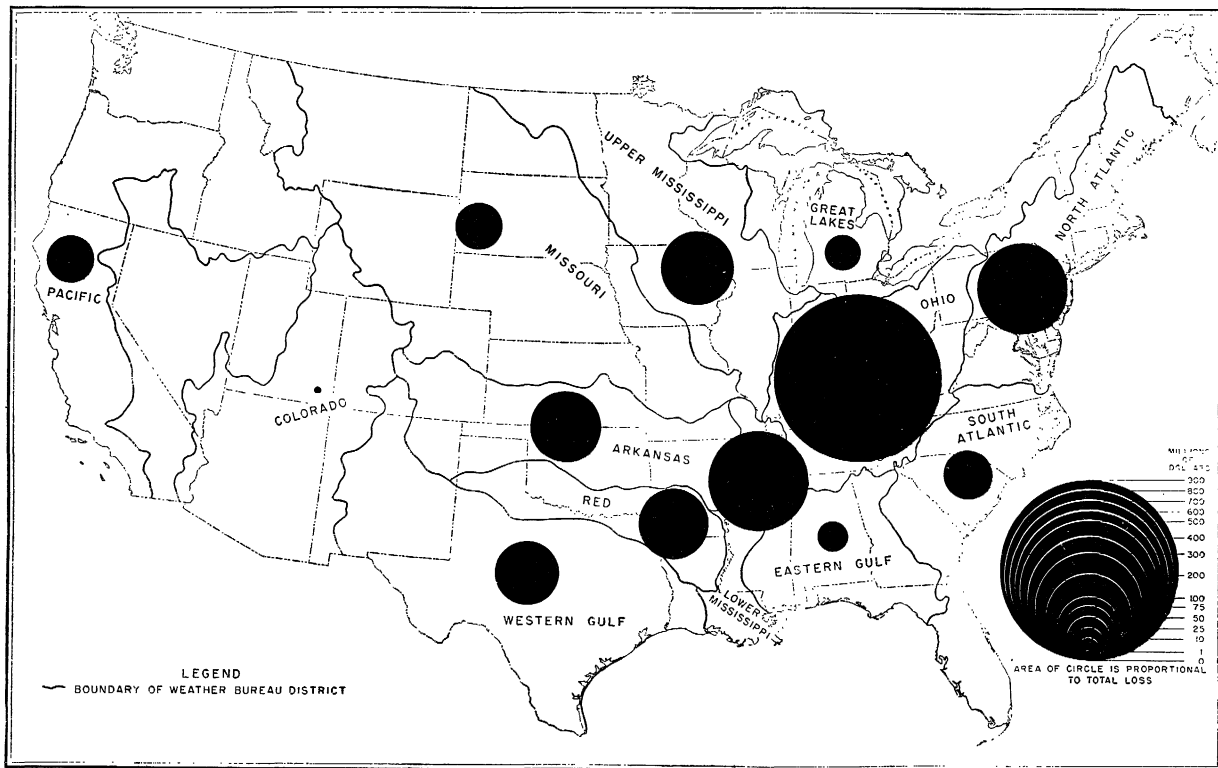 UPPER MISSISSIPPI
GREAT
LAKES
NORTH ATLANTIC
MISSOURI
PACIFIC
OHIO
COLORADO
ARKANSAS
SOUTH
ATLANTIC
RED
EASTERN GULF
LOWER
MISSISSIPPI
WESTERN GULF
OF
800
700
600
500
400
300
200
100
75
50
25
10
1
0
AREA OF CIRCLE IS PROPORTIONAL
TO TOTAL LOSS
LEGEND
BOUNDARY OF WEATHER BUREAU DISTRICT